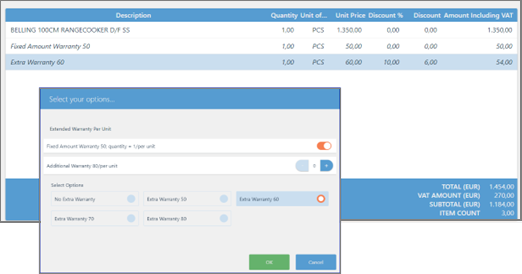 Description Quantity Unit of... Unit Price Discount % Discount Amount Including VAT
BELLING 100CM RANGECOOKER D/F SS 1,00 PCS 1.350,00 0,00 0,00 1.350,00
Fixed Amount Warranty 50 1,00 PCS 50,00 0,00 0,00 50,00
Extra Warranty 60 1,00 PCS 60,00 10,00 6,00 54,00
Select your options...
Extended Warranty Per Unit
Fixed Amount Warranty 50, quantity = 1/per unit
Additional Warranty 80/per unit 0 +
Select Options
No Extra Warranty Extra Warranty 50 Extra Warranty 60
Extra Warranty 70 Extra Warranty 80
OK Cancel
TOTAL (EUR) 1,454.00
VAT AMOUNT (EUR) 270,00
SUBTOTAL (EUR) 1.184,00
ITEM COUNT 3,00